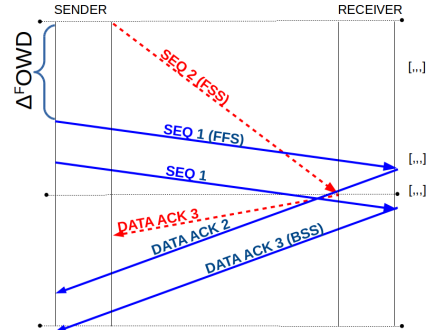 SENDER
RECEIVER
Δ^F OWD
SEQ 2 (FSS)
[,,,]
SEQ 1 (FFS)
[,,,]
SEQ 1
[,,,]
DATA ACK 3
DATA ACK 2
DATA ACK 3 (BSS)